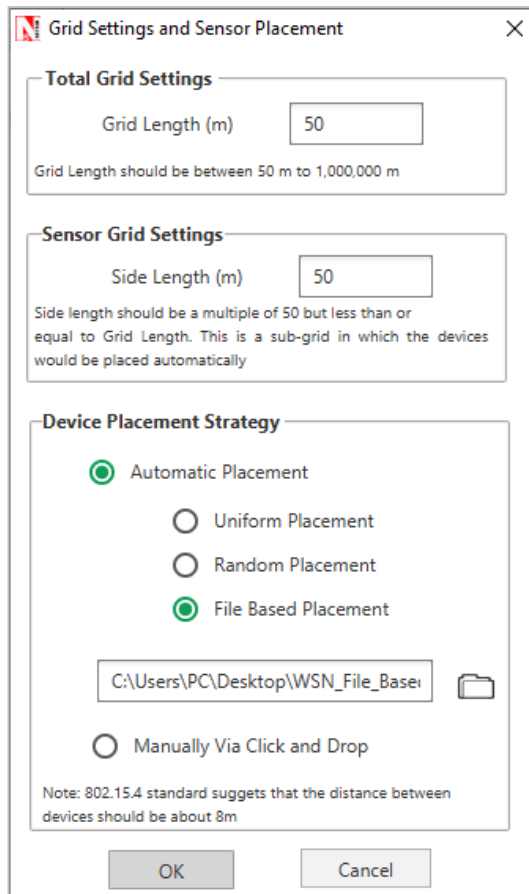 Grid Settings and Sensor Placement
Total Grid Settings
Grid Length (m) 50
Grid Length should be between 50 m to 1,000,000 m
Sensor Grid Settings
Side Length (m) 50
Side length should be a multiple of 50 but less than or
equal to Grid Length. This is a sub-grid in which the devices
would be placed automatically
Device Placement Strategy
Automatic Placement
Uniform Placement
Random Placement
File Based Placement
C:\Users\PC\Desktop\WSN_File_Based
Manually Via Click and Drop
Note: 802.15.4 standard suggests that the distance between
devices should be about 8m
OK Cancel